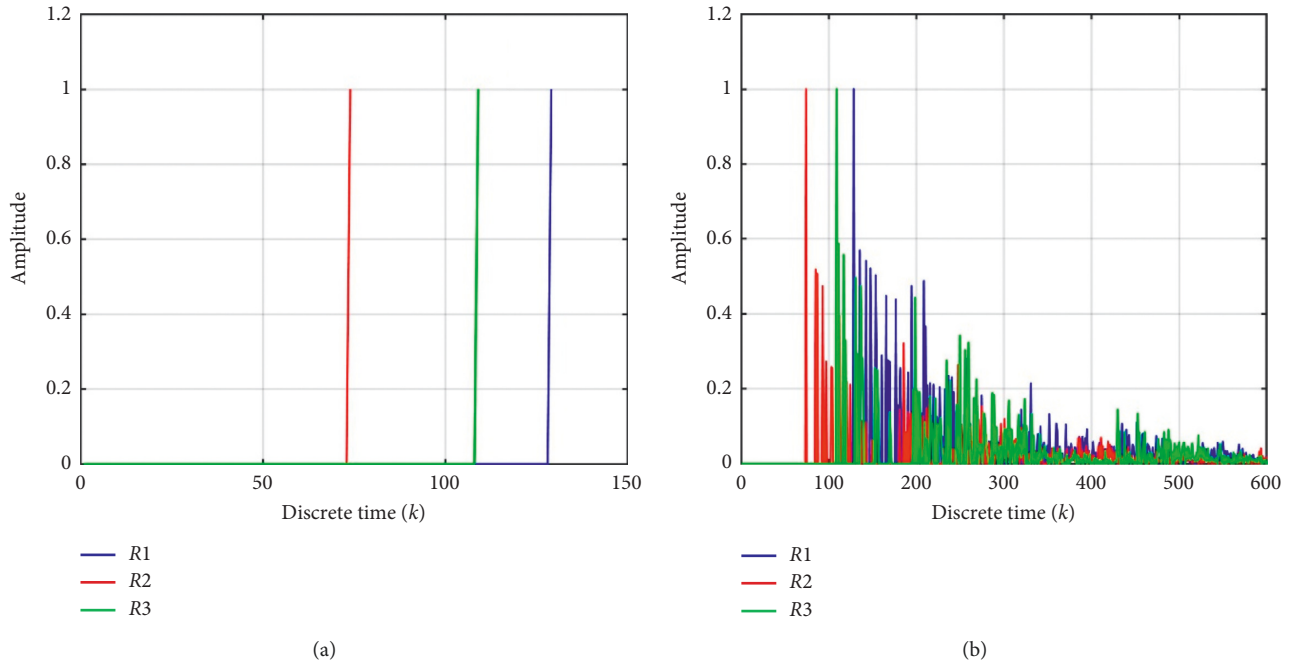 1.2
1
0.8
0.6
0.4
0.2
0
Amplitude
0 50 100 150
Discrete time (k)
R1
R2
R3
(a)
1.2
1
0.8
0.6
0.4
0.2
0
Amplitude
0 100 200 300 400 500 600
Discrete time (k)
R1
R2
R3
(b)